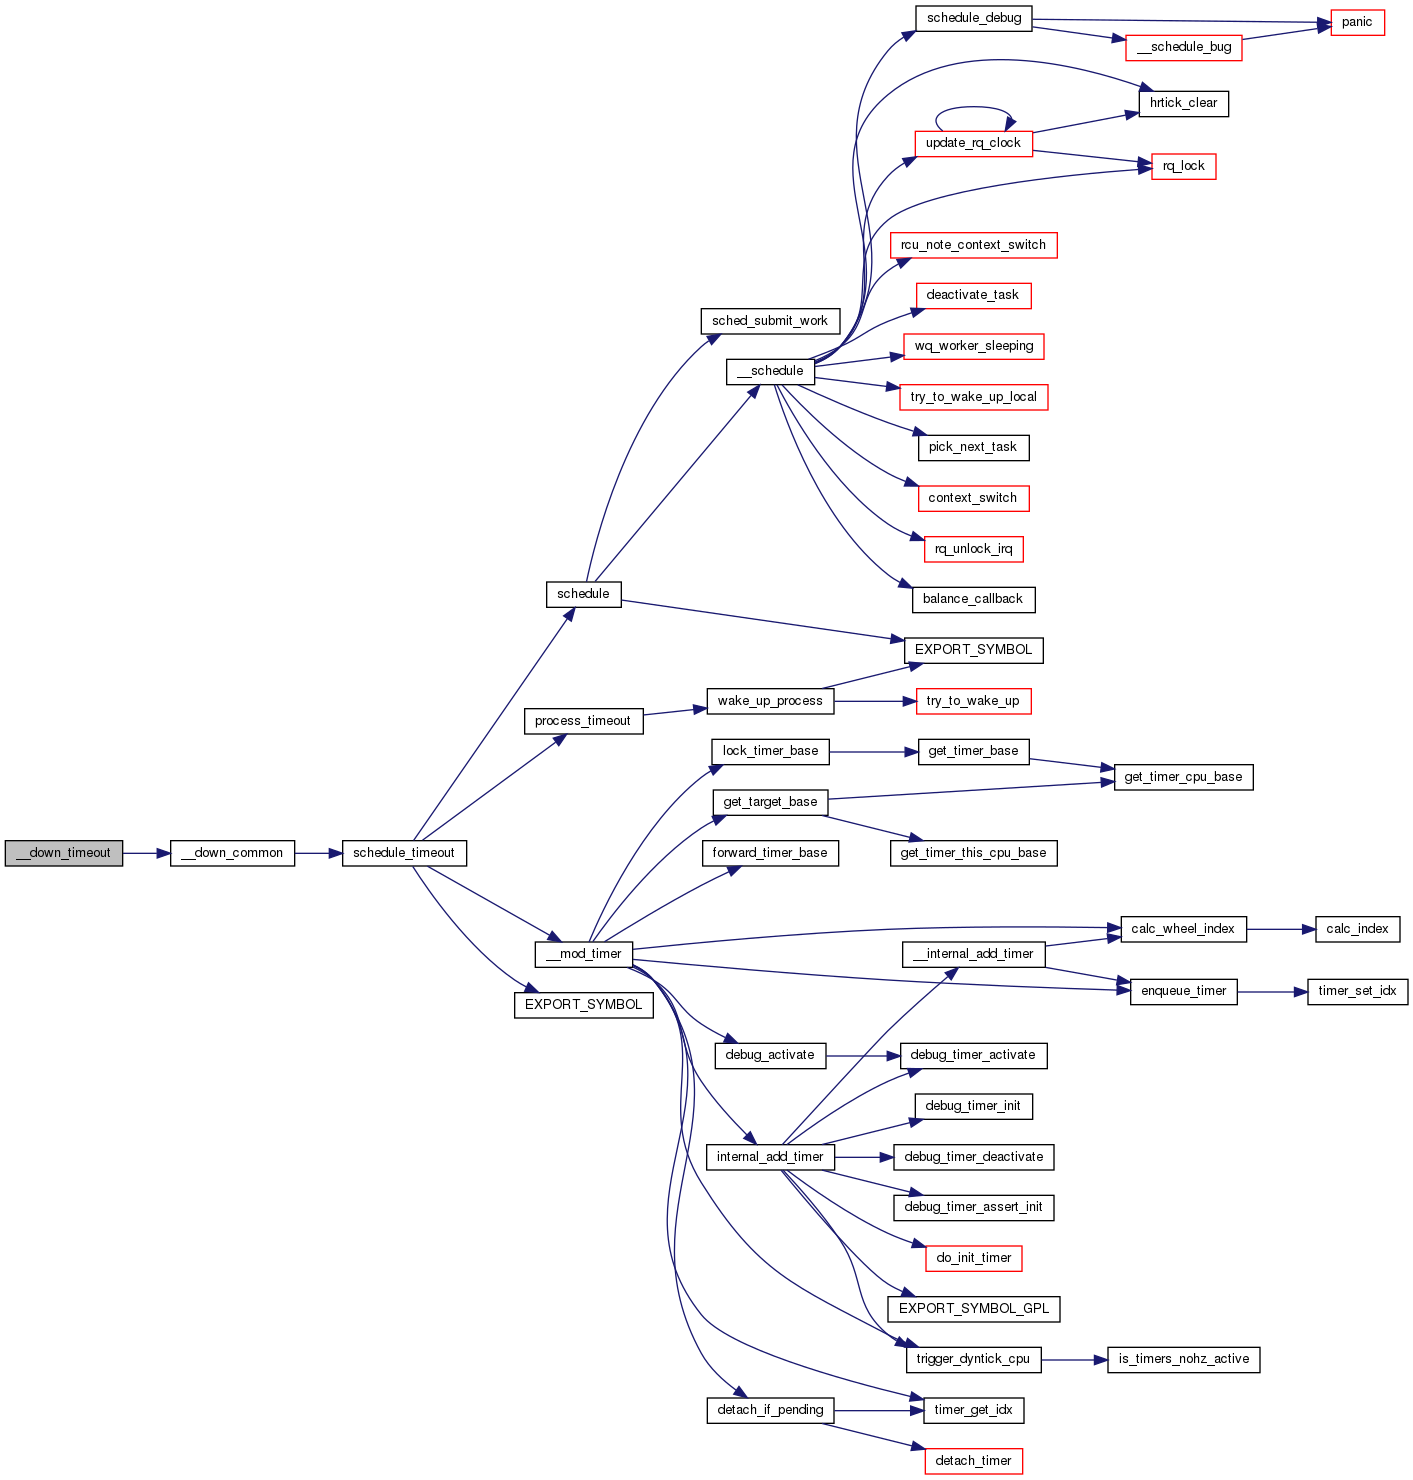 schedule_debug
panic
__schedule_bug
hrtick_clear
update_rq_clock
rq_lock
rcu_note_context_switch
deactivate_task
sched_submit_work
wq_worker_sleeping
__schedule
try_to_wake_up_local
pick_next_task
context_switch
rq_unlock_irq
schedule
balance_callback
EXPORT_SYMBOL
wake_up_process
try_to_wake_up
process_timeout
lock_timer_base
get_timer_base
get_timer_cpu_base
get_target_base
__down_timeout
__down_common
schedule_timeout
forward_timer_base
get_timer_this_cpu_base
calc_wheel_index
calc_index
__mod_timer
__internal_add_timer
enqueue_timer
timer_set_idx
EXPORT_SYMBOL
debug_activate
debug_timer_activate
debug_timer_init
internal_add_timer
debug_timer_deactivate
debug_timer_assert_init
do_init_timer
EXPORT_SYMBOL_GPL
trigger_dyntick_cpu
is_timers_nohz_active
detach_if_pending
timer_get_idx
detach_timer